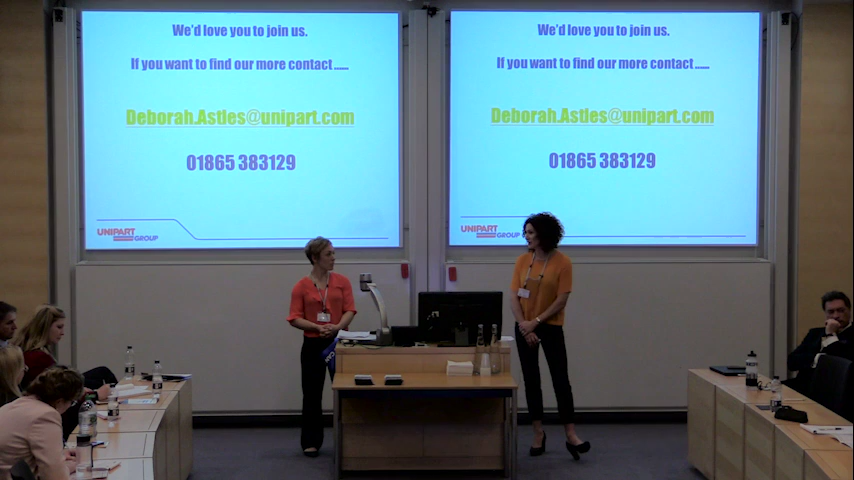 We'd love you to join us.
If you want to find our more contact ......
Deborah.Astles@unipart.com
01865 383129
UNIPART
GROUP
We'd love you to join us.
If you want to find our more contact ......
Deborah.Astles@unipart.com
01865 383129
UNIPART
GROUP